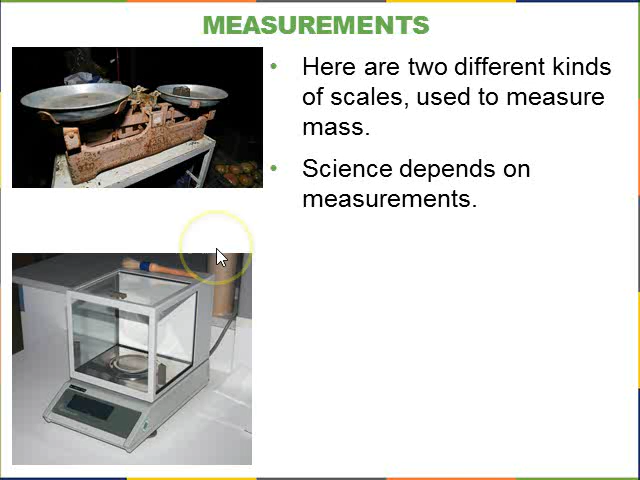 MEASUREMENTS
• Here are two different kinds
of scales, used to measure
mass.
• Science depends on
measurements.